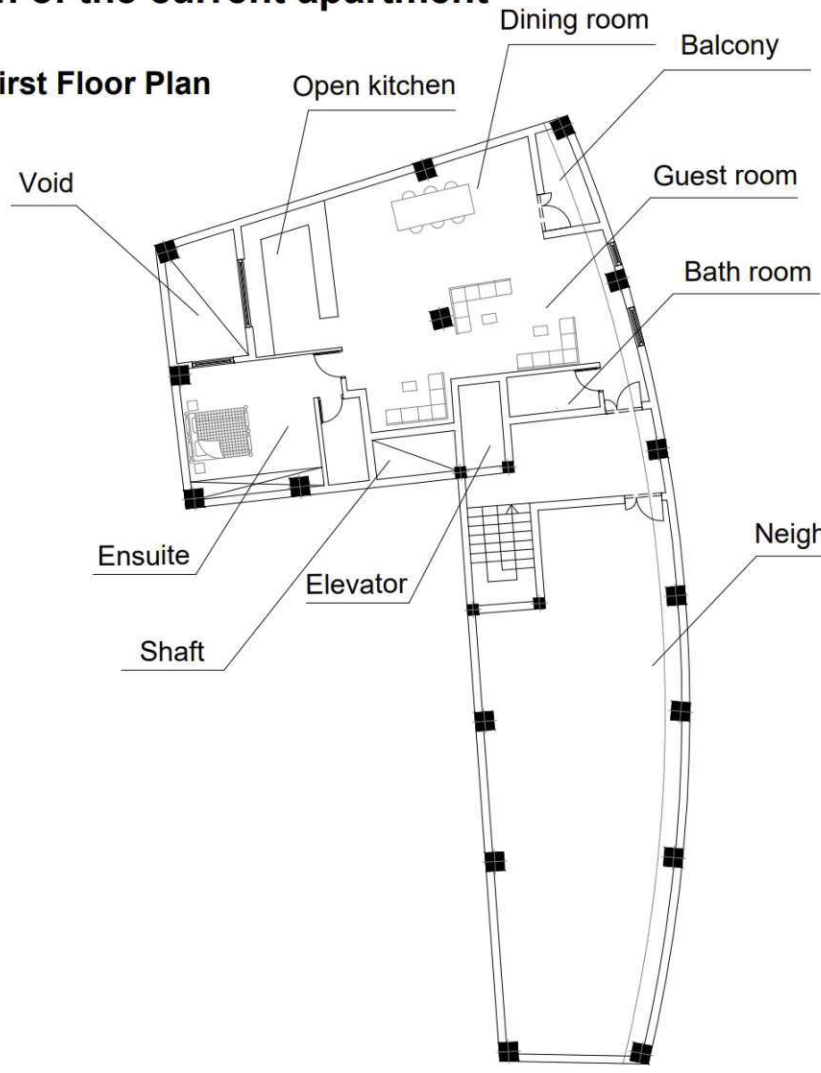 of the current apartment
irst Floor Plan
Dining room
Balcony
Open kitchen
Void
Guest room
Bath room
Ensuite
Elevator
Neigh
Shaft